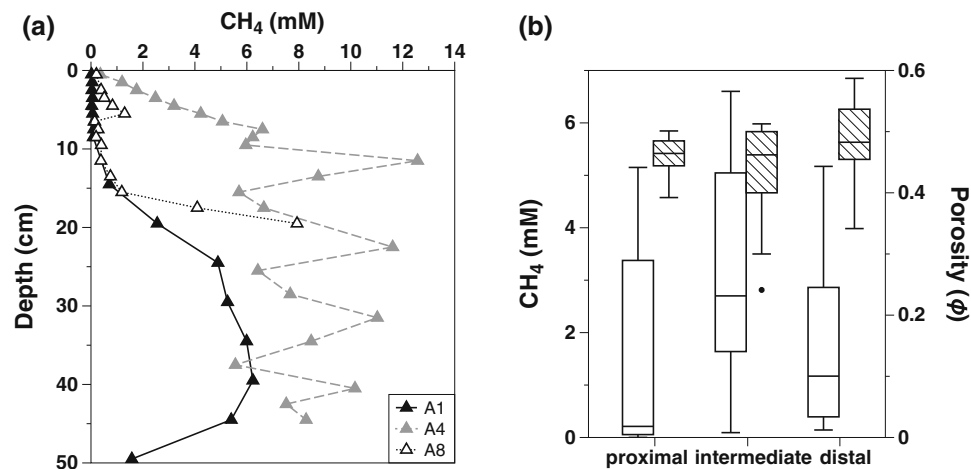 (a)
CH4 (mM)
0 2 4 6 8 10 12 14
0
10
20
30
40
50
Depth (cm)
A1
A4
A8
(b)
6
4
2
0
CH4 (mM)
0.6
0.4
0.2
0
Porosity (ϕ)
proximal intermediate distal